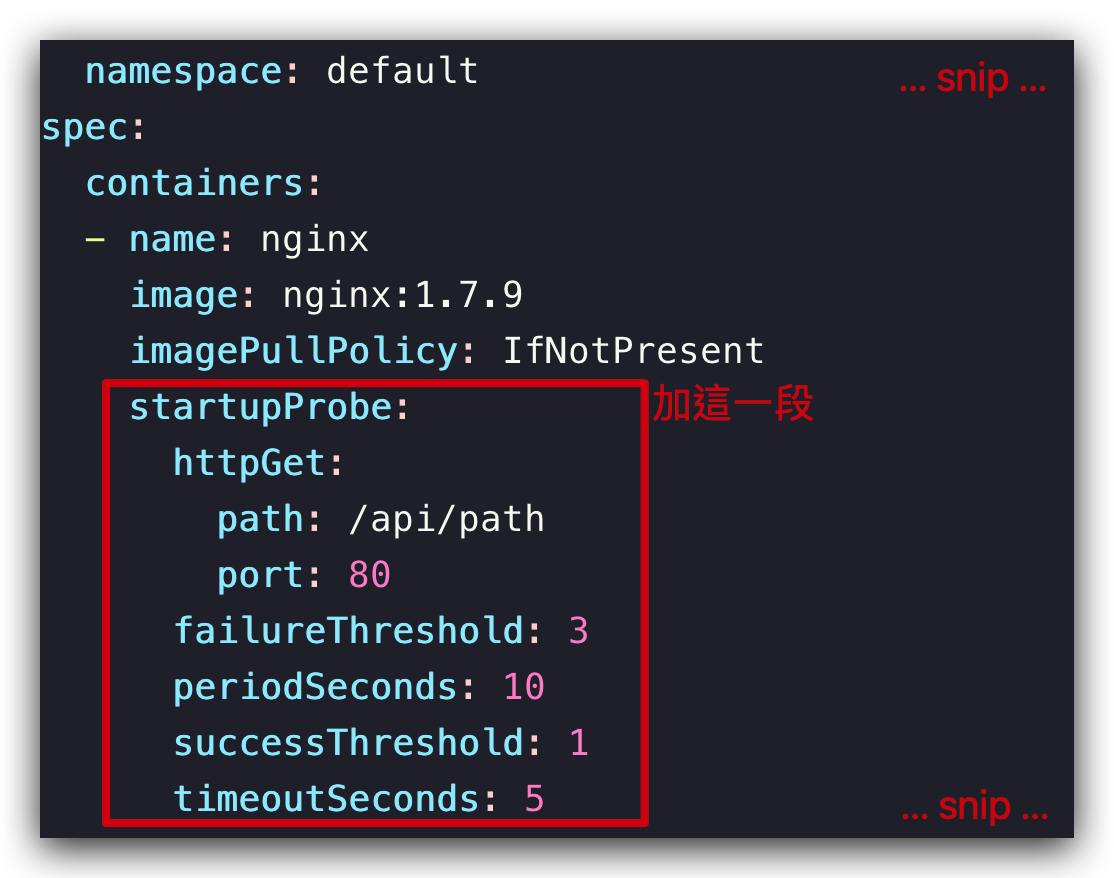 namespace: default
... snip ...
spec:
  containers:
  - name: nginx
    image: nginx:1.7.9
    imagePullPolicy: IfNotPresent
    startupProbe:
加這一段
      httpGet:
        path: /api/path
        port: 80
      failureThreshold: 3
      periodSeconds: 10
      successThreshold: 1
      timeoutSeconds: 5
... snip ...